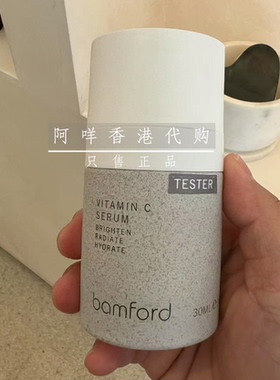 阿咩香港代购
只售正品
TESTER
VITAMIN C
SERUM
BRIGHTEN
RADIATE
HYDRATE
bamford
30ML℮